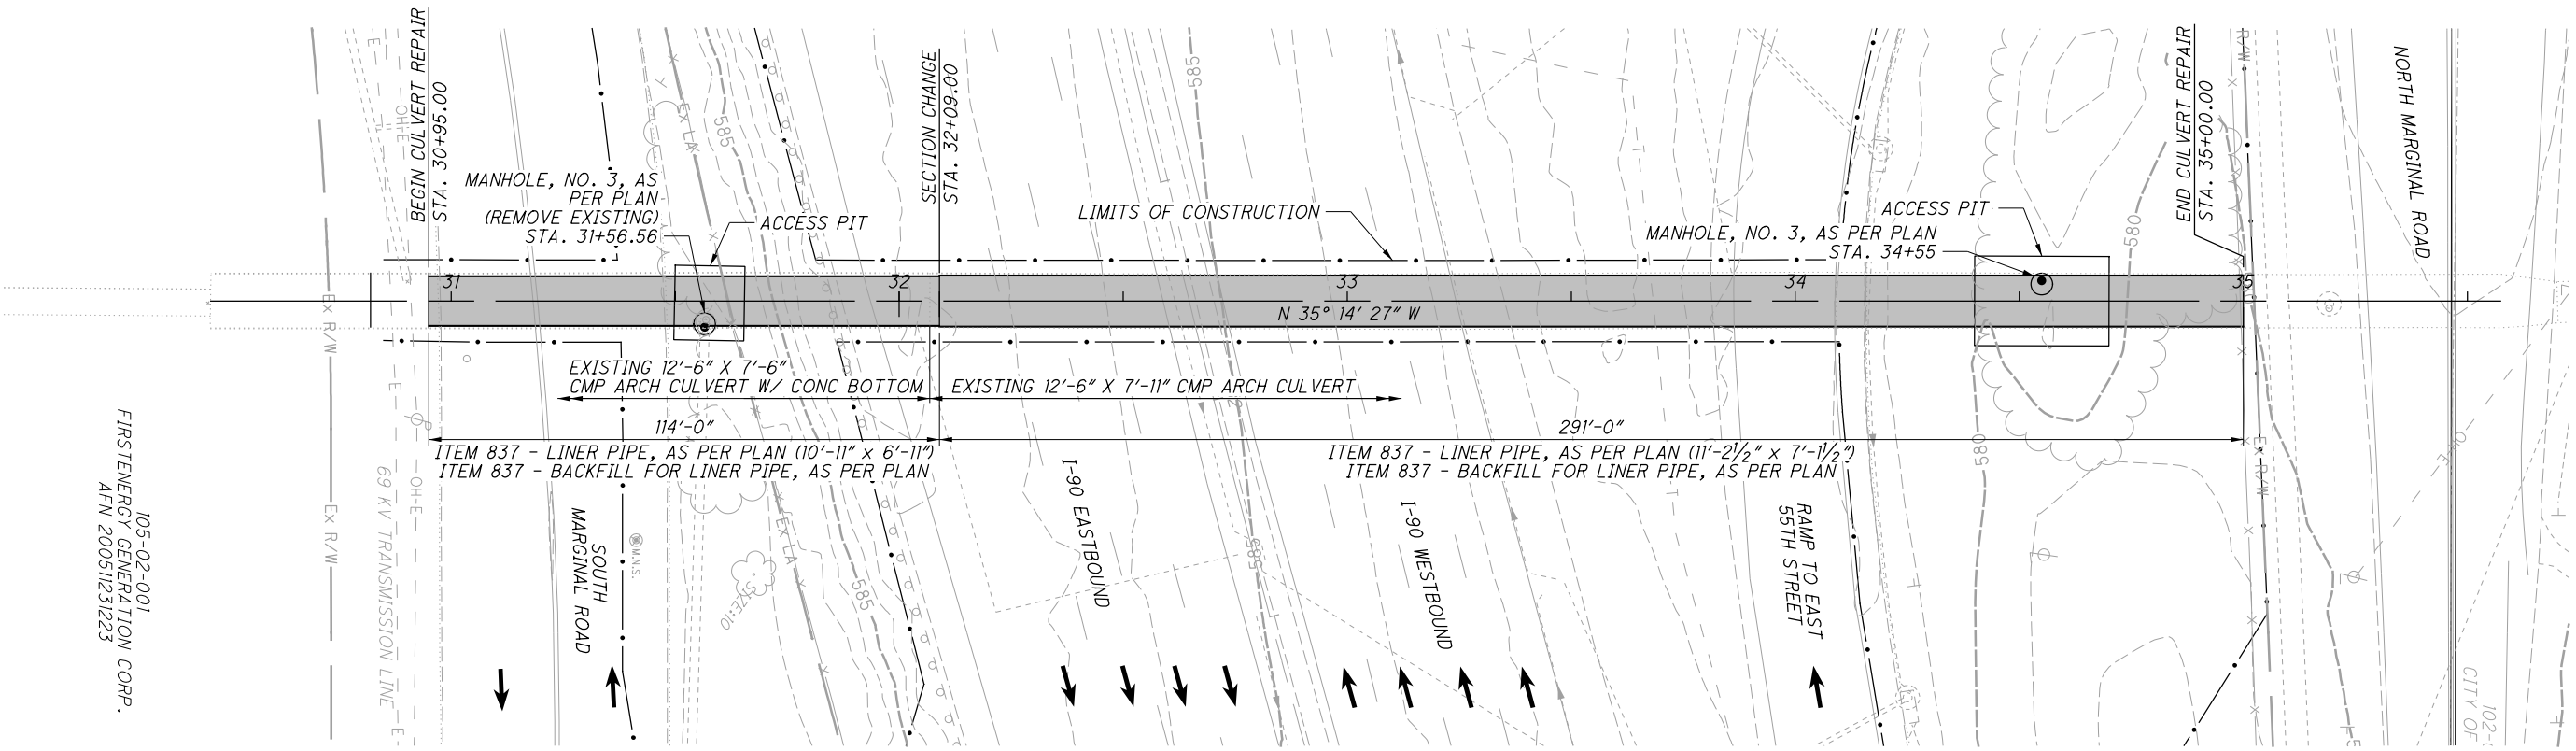 BEGIN CULVERT REPAIR
STA. 30+95.00
MANHOLE, NO. 3, AS
PER PLAN
(REMOVE EXISTING)
STA. 31+56.56
ACCESS PIT
SECTION CHANGE
STA. 32+09.00
LIMITS OF CONSTRUCTION
MANHOLE, NO. 3, AS PER PLAN
STA. 34+55
ACCESS PIT
END CULVERT REPAIR
STA. 35+00.00
NORTH MARGINAL ROAD
Ex R/W
Ex R/W
Ex R/W
OH-E
OH-E
E
E
E
E
EX LA
EX LA
585
585
585
585
580
580
31
32
33
34
35
N 35° 14' 27" W
EXISTING 12'-6" X 7'-6"
CMP ARCH CULVERT W/ CONC BOTTOM
EXISTING 12'-6" X 7'-11" CMP ARCH CULVERT
114'-0"
291'-0"
ITEM 837 - LINER PIPE, AS PER PLAN (10'-11" x 6'-11")
ITEM 837 - BACKFILL FOR LINER PIPE, AS PER PLAN
ITEM 837 - LINER PIPE, AS PER PLAN (11'-2½" x 7'-1½")
ITEM 837 - BACKFILL FOR LINER PIPE, AS PER PLAN
105-02-001
FIRSTENERGY GENERATION CORP.
AFN 200511231223
69 KV TRANSMISSION LINE
SOUTH
MARGINAL ROAD
M.N.S.
SIZE:10
I-90 EASTBOUND
I-90 WESTBOUND
RAMP TO EAST
55TH STREET
102-
CITY OF